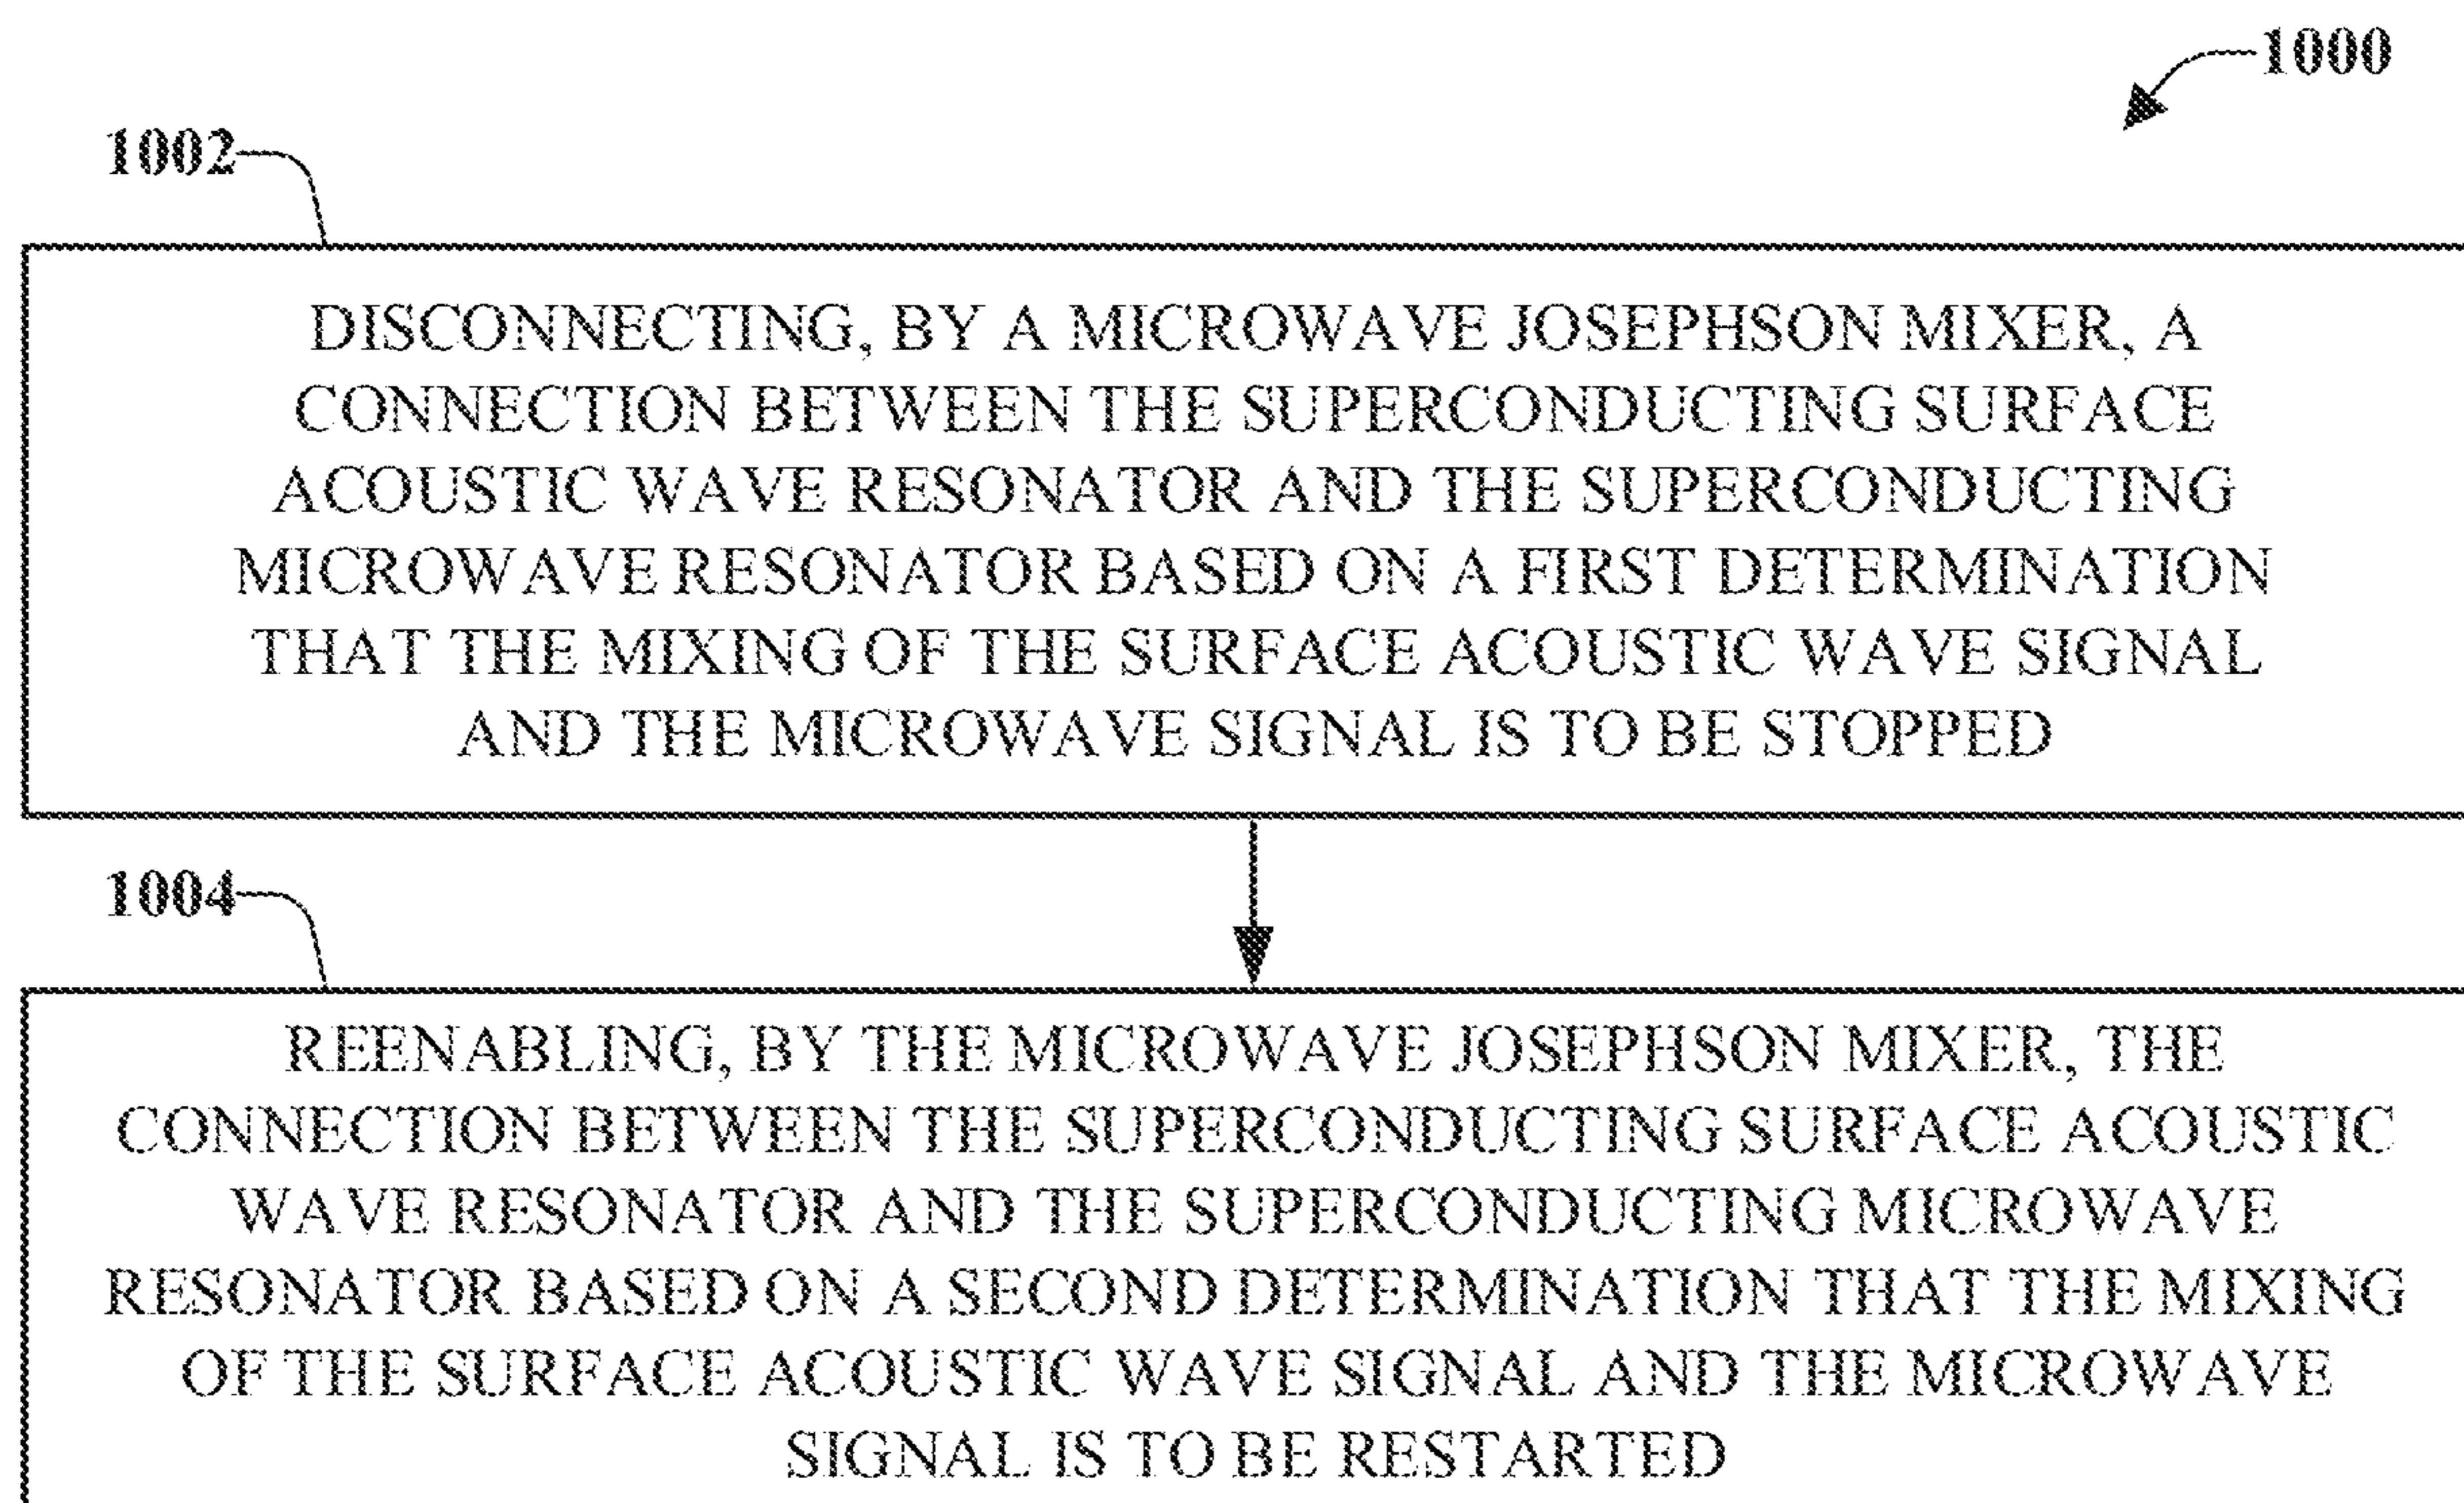 1000
1002
DISCONNECTING, BY A MICROWAVE JOSEPHSON MIXER, A
CONNECTION BETWEEN THE SUPERCONDUCTING SURFACE
ACOUSTIC WAVE RESONATOR AND THE SUPERCONDUCTING
MICROWAVE RESONATOR BASED ON A FIRST DETERMINATION
THAT THE MIXING OF THE SURFACE ACOUSTIC WAVE SIGNAL
AND THE MICROWAVE SIGNAL IS TO BE STOPPED
1004
REENABLING, BY THE MICROWAVE JOSEPHSON MIXER, THE
CONNECTION BETWEEN THE SUPERCONDUCTING SURFACE ACOUSTIC
WAVE RESONATOR AND THE SUPERCONDUCTING MICROWAVE
RESONATOR BASED ON A SECOND DETERMINATION THAT THE MIXING
OF THE SURFACE ACOUSTIC WAVE SIGNAL AND THE MICROWAVE
SIGNAL IS TO BE RESTARTED